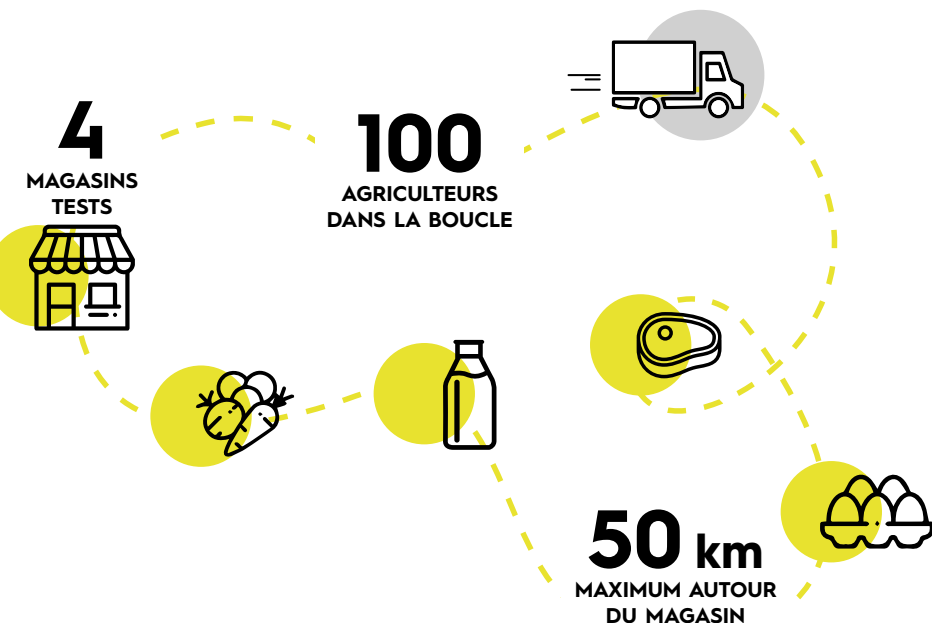 4
MAGASINS
TESTS
100
AGRICULTEURS
DANS LA BOUCLE
50 km
MAXIMUM AUTOUR
DU MAGASIN